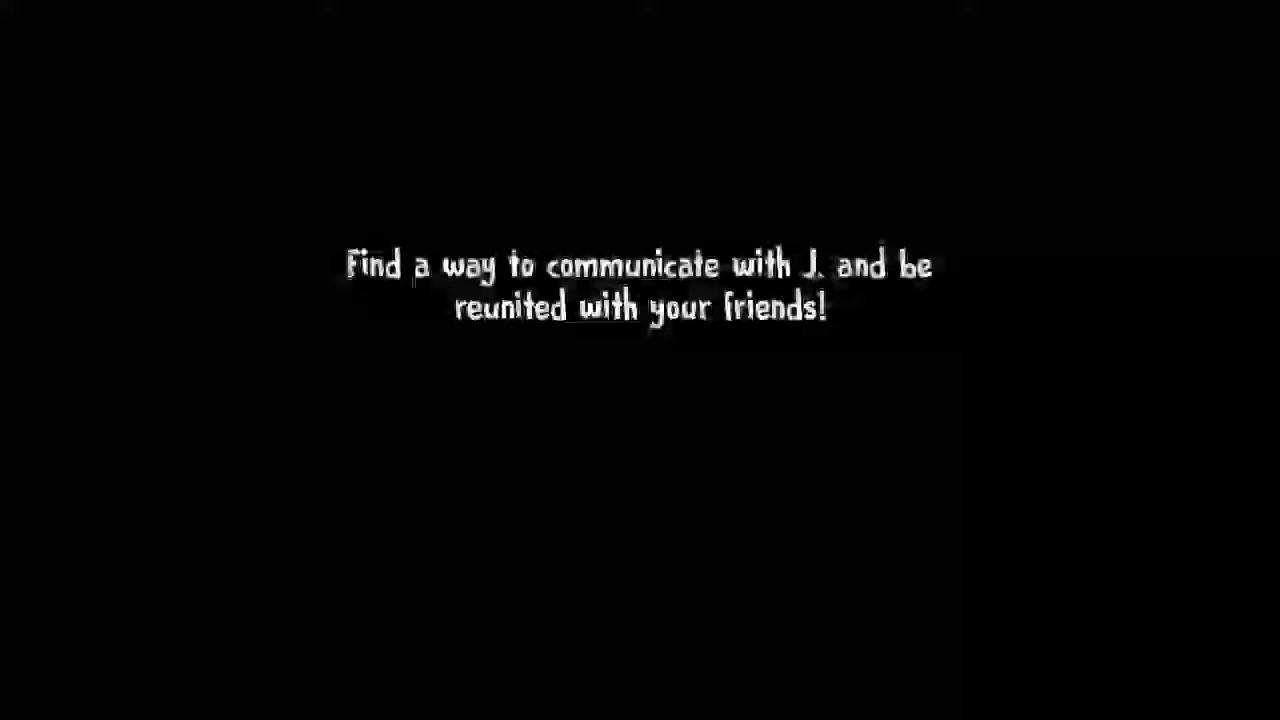 Find a way to communicate with J. and be
reunited with your friends!